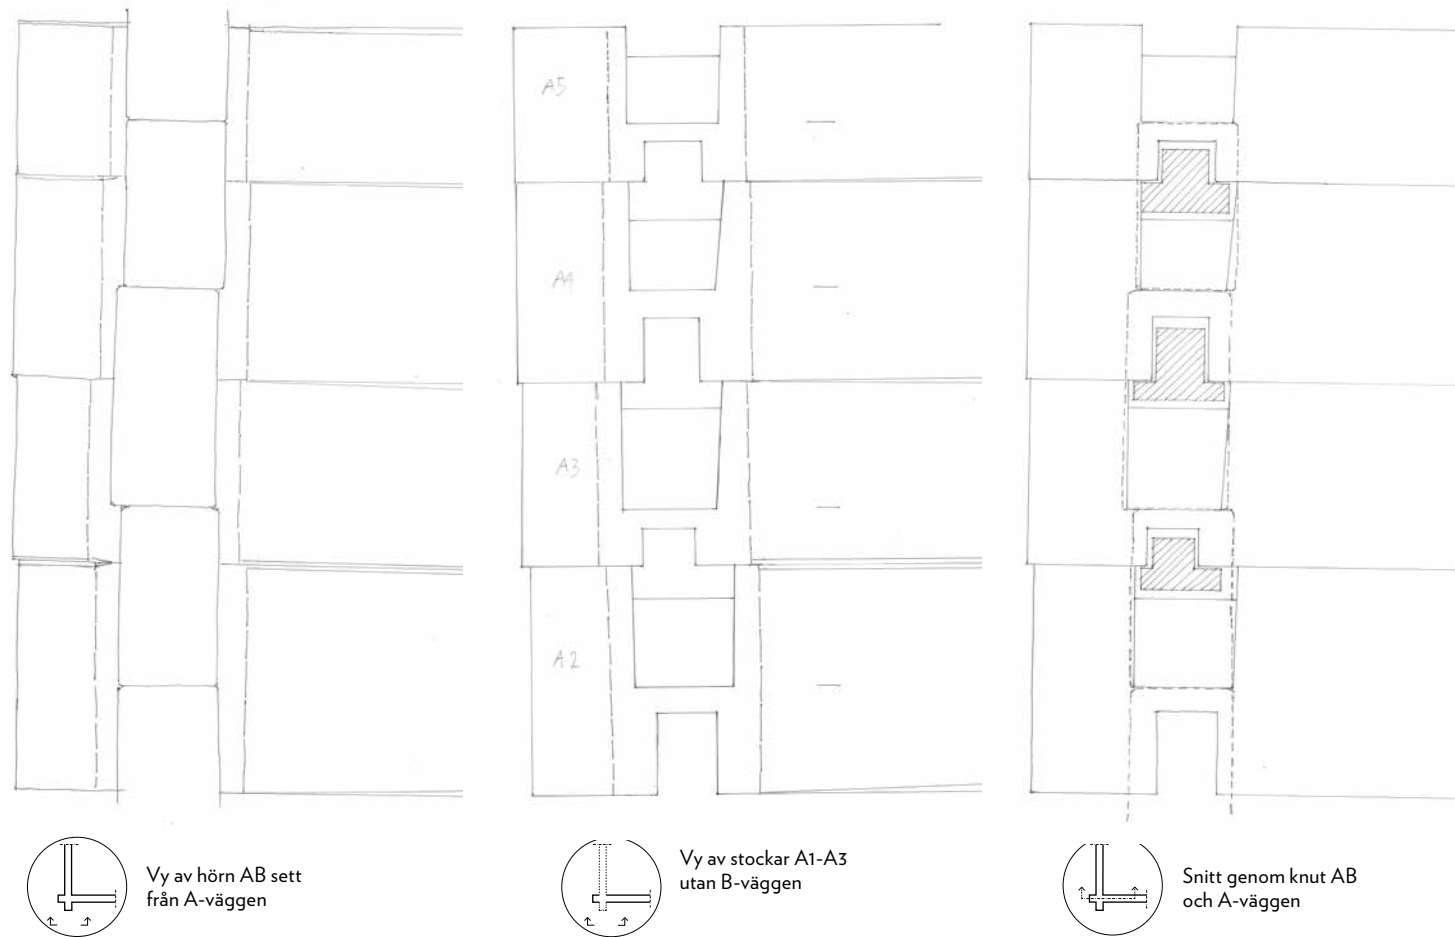 A5
A4
A3
A2
Vy av hörn AB sett
från A-väggen
Vy av stockar A1-A3
utan B-väggen
Snitt genom knut AB
och A-väggen